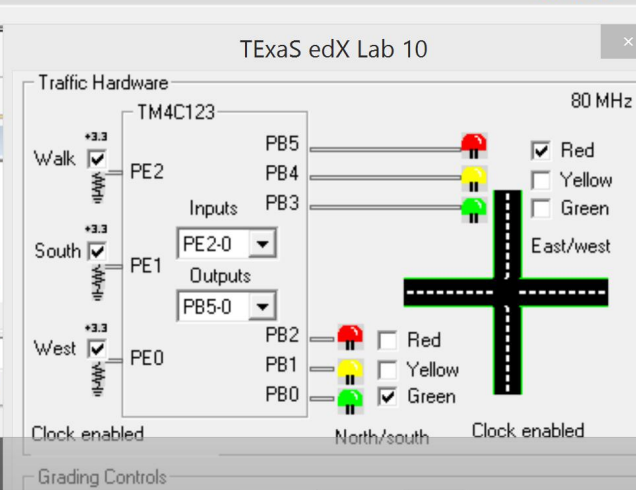 TExaS edX Lab 10
Traffic Hardware
80 MHz
TM4C123
+3.3
Walk
PE2
PB5
PB4
PB3
Red
Yellow
Green
East/west
Inputs
PE2-0
+3.3
South
PE1
Outputs
PB5-0
+3.3
West
PE0
PB2
PB1
PB0
Red
Yellow
Green
Clock enabled
North/south
Clock enabled
Grading Controls